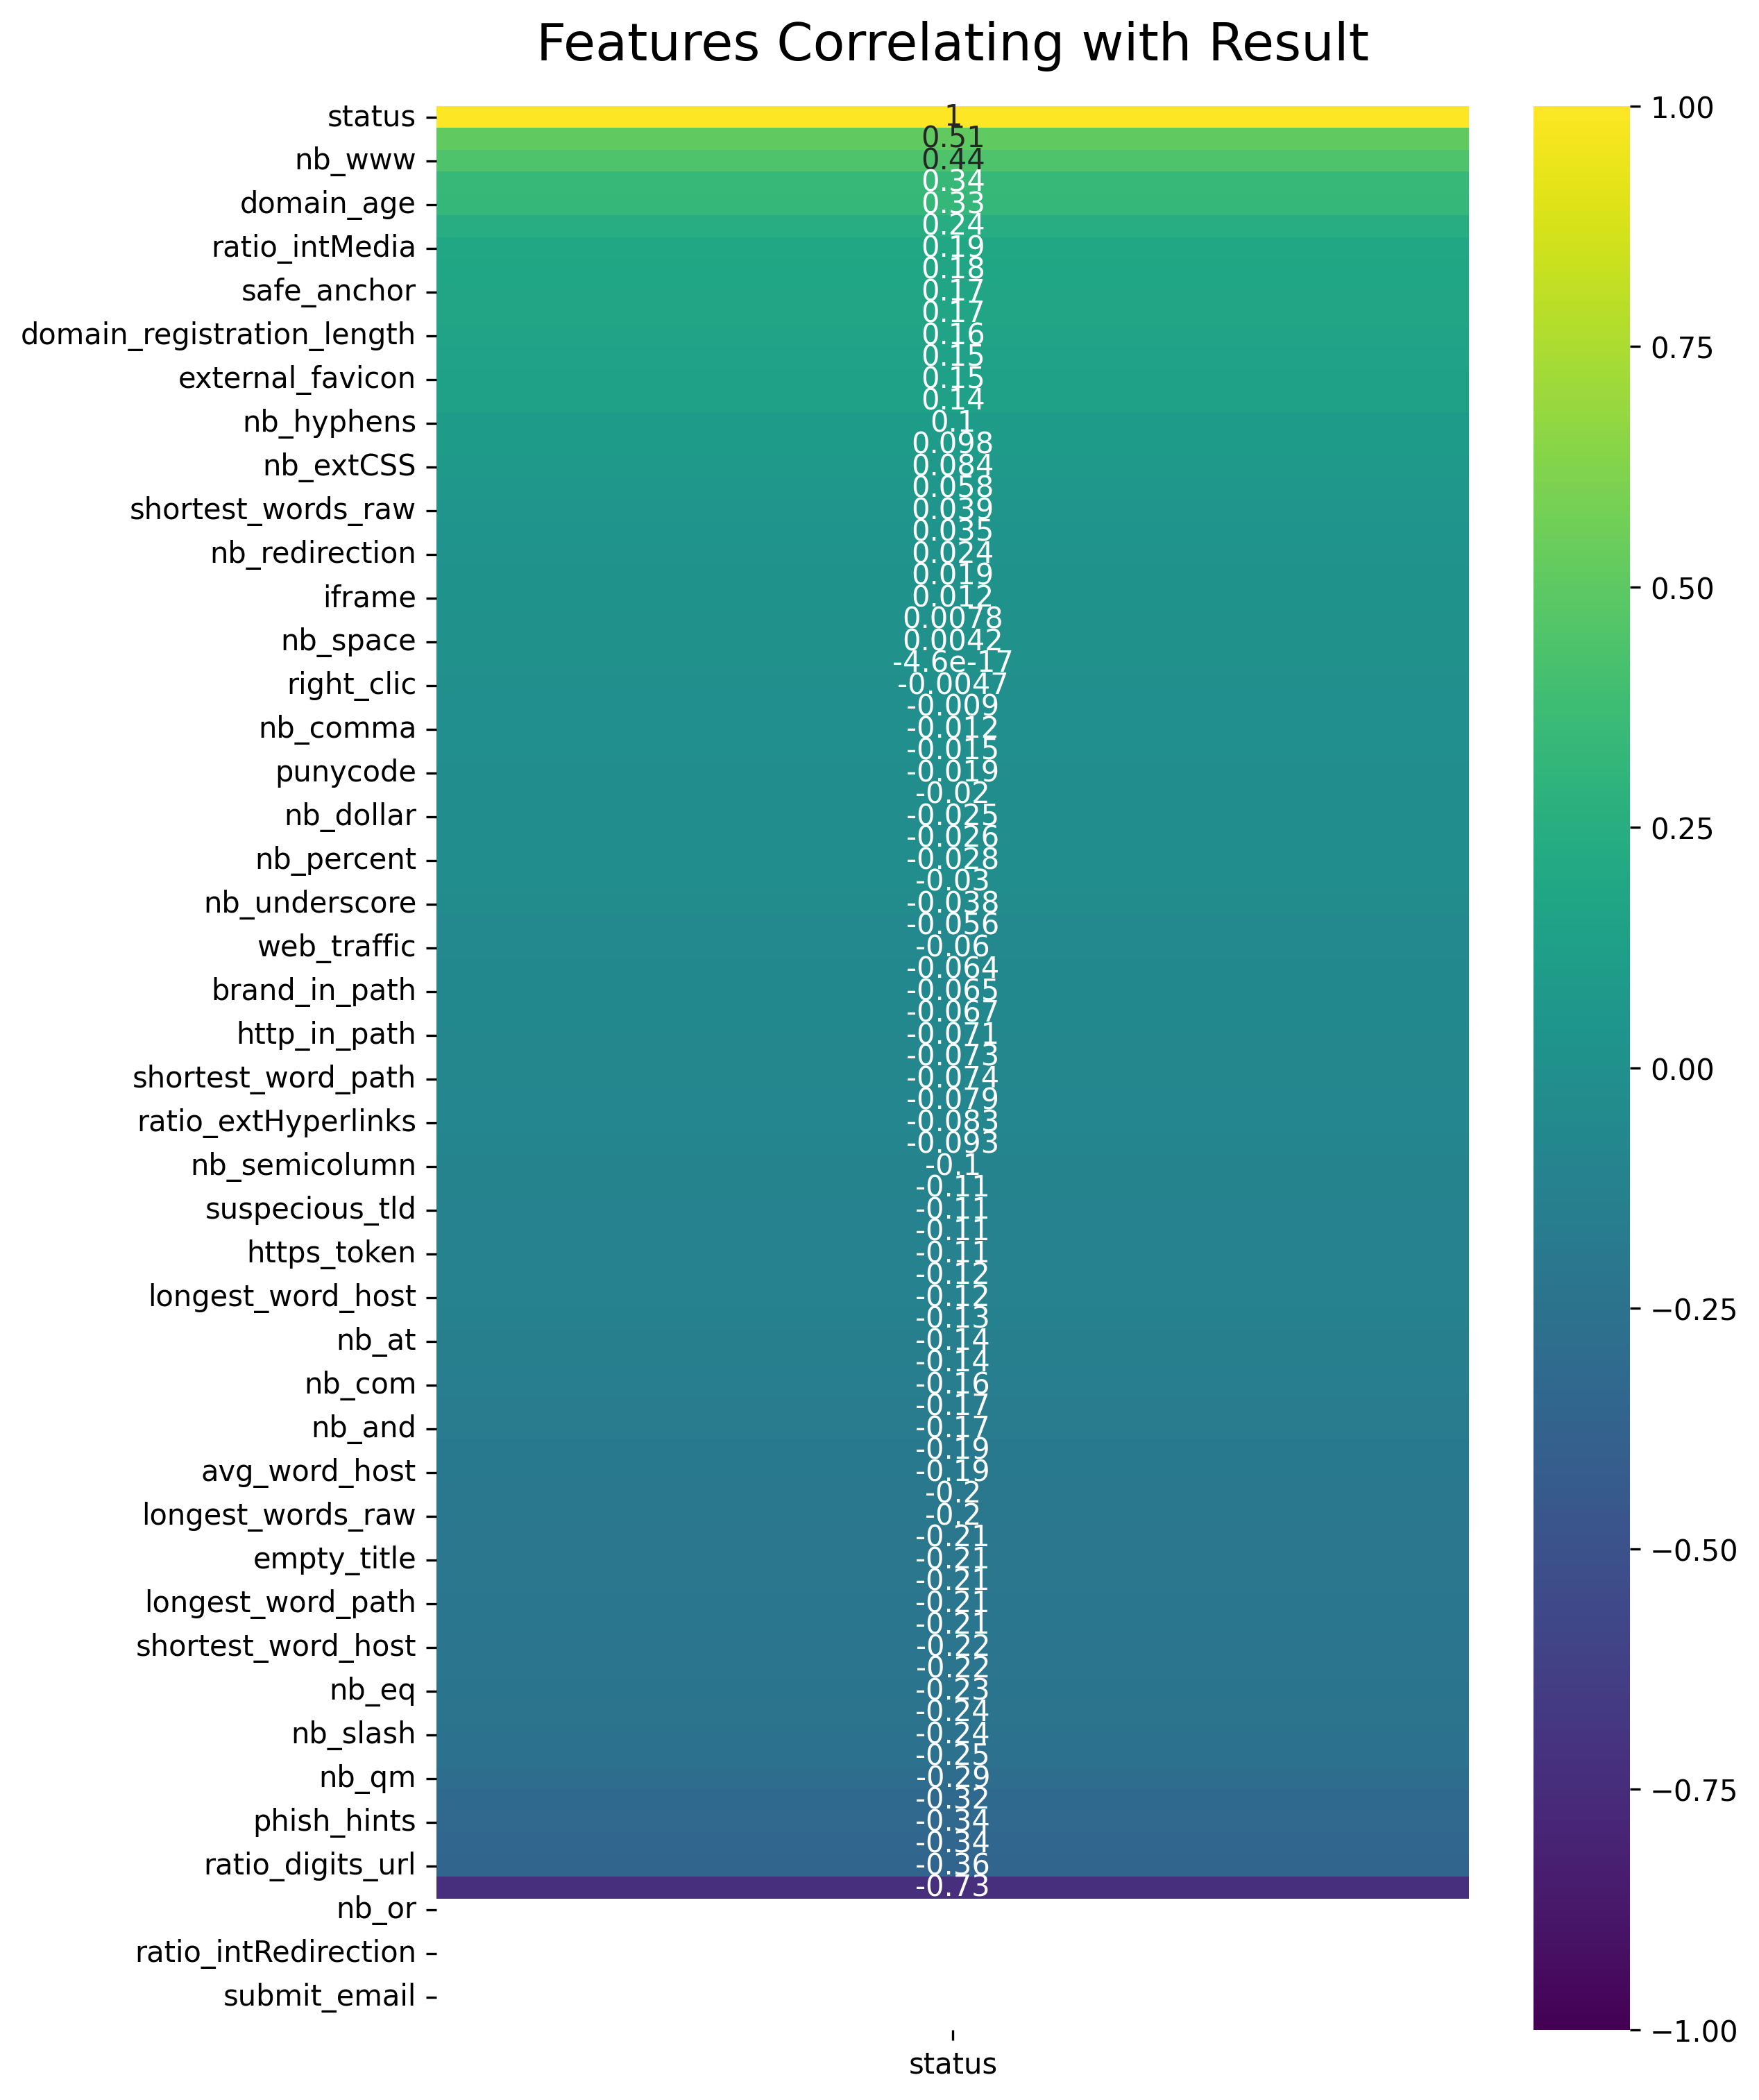 Features Correlating with Result
status 1 1.00
0.51
nb_www 0.44
0.34
domain_age 0.33
0.24
ratio_intMedia 0.19
0.18
safe_anchor 0.17
0.17
domain_registration_length 0.16
0.75
0.15
external_favicon 0.15
0.14
nb_hyphens 0.1
0.098
nb_extCSS 0.084
0.058
shortest_words_raw 0.039
0.035
nb_redirection 0.024
0.019
0.50
iframe 0.012
0.0078
nb_space 0.0042
-4.6e-17
right_clic -0.0047
-0.009
nb_comma -0.012
-0.015
punycode -0.019
-0.02
nb_dollar -0.025
0.25
-0.026
nb_percent -0.028
-0.03
nb_underscore -0.038
-0.056
web_traffic -0.06
-0.064
brand_in_path -0.065
-0.067
http_in_path -0.071
-0.073
0.00
shortest_word_path -0.074
-0.079
ratio_extHyperlinks -0.083
-0.093
nb_semicolumn -0.1
-0.11
suspecious_tld -0.11
-0.11
https_token -0.11
-0.12
longest_word_host -0.12
−0.25
-0.13
nb_at -0.14
-0.14
nb_com -0.16
-0.17
nb_and -0.17
-0.19
avg_word_host -0.19
-0.2
longest_words_raw -0.2
-0.21
−0.50
empty_title -0.21
-0.21
longest_word_path -0.21
-0.21
shortest_word_host -0.22
-0.22
nb_eq -0.23
-0.24
nb_slash -0.24
-0.25
nb_qm -0.29
−0.75
-0.32
phish_hints -0.34
-0.34
ratio_digits_url -0.36
-0.73
nb_or
ratio_intRedirection
submit_email
−1.00
status